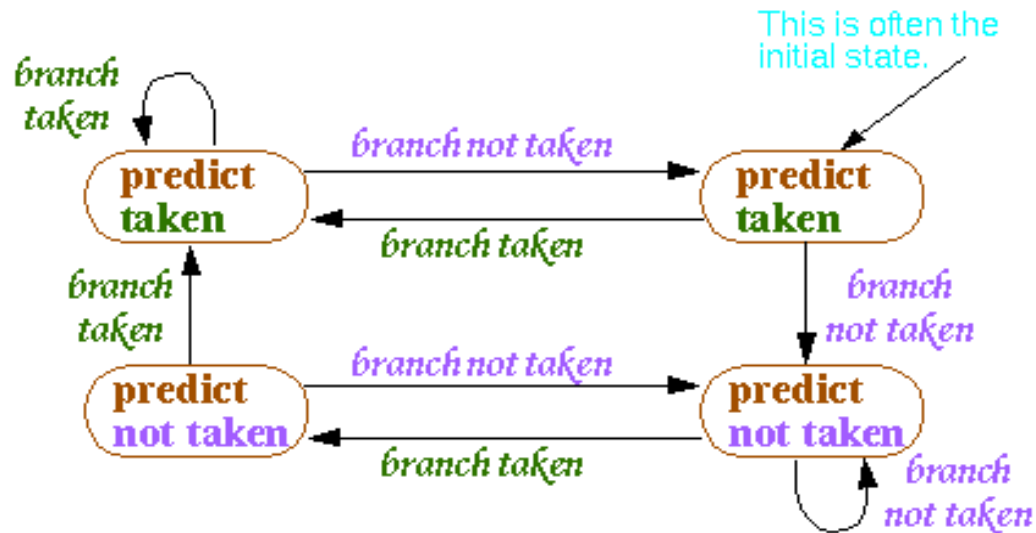 This is often the
initial state.
branch
taken
branch not taken
predict
taken
predict
taken
branch taken
branch
taken
branch
not taken
branch not taken
predict
not taken
predict
not taken
branch taken
branch
not taken